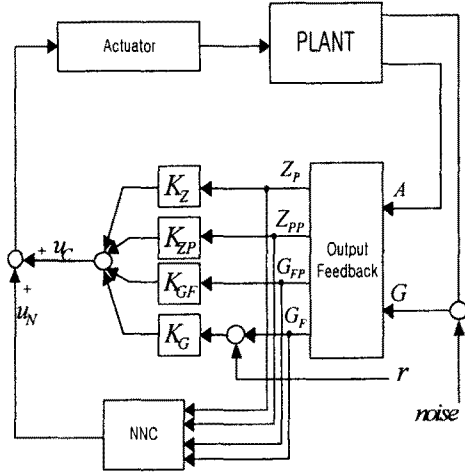 Actuator
PLANT
Z_P
K_Z
A
Z_PP
K_ZP
Output
Feedback
+ u_C
G_FP
K_GF
G
+
G_F
K_G
u_N
r
noise
NNC